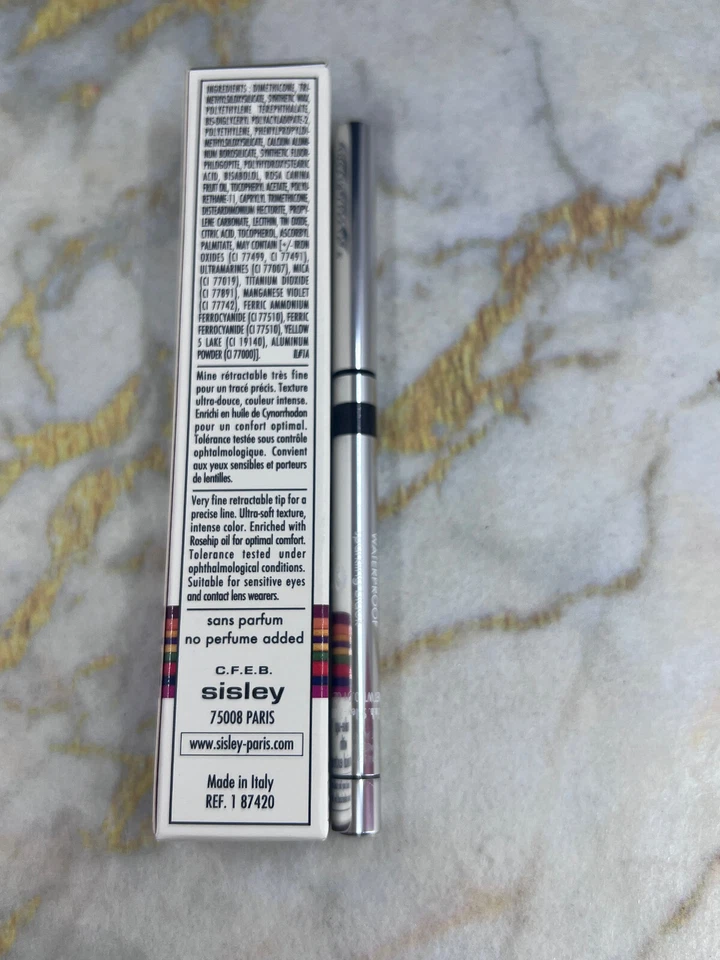 INGREDIENTS : DIMETHICONE, TRI-
METHYLSILOXYSILICATE, SYNTHETIC WAX,
POLYETHYLENE TEREPHTHALATE,
BIS-DIGLYCERYL POLYACYLADIPATE-2,
POLYETHYLENE, PHENYLPROPYLDI-
METHYLSILOXYSILICATE, CALCIUM ALUMI-
NUM BOROSILICATE, SYNTHETIC FLUOR-
PHLOGOPITE, POLYHYDROXYSTEARIC
ACID, BISABOLOL, ROSA CANINA
FRUIT OIL, TOCOPHERYL ACETATE, POLYU-
RETHANE-11, CAPRYLYL TRIMETHICONE,
DISTEARDIMONIUM HECTORITE, PROPY-
LENE CARBONATE, LECITHIN, TIN OXIDE,
CITRIC ACID, TOCOPHEROL, ASCORBYL
PALMITATE, MAY CONTAIN [+/- IRON
OXIDES (CI 77499, CI 77491),
ULTRAMARINES (CI 77007), MICA
(CI 77019), TITANIUM DIOXIDE
(CI 77891), MANGANESE VIOLET
(CI 77742), FERRIC AMMONIUM
FERROCYANIDE (CI 77510), FERRIC
FERROCYANIDE (CI 77510), YELLOW
5 LAKE (CI 19140), ALUMINUM
POWDER (CI 77000)]. ILF1A
Mine rétractable très fine
pour un tracé précis. Texture
ultra-douce, couleur intense.
Enrichi en huile de Cynorrhodon
pour un confort optimal.
Tolérance testée sous contrôle
ophtalmologique. Convient
aux yeux sensibles et porteurs
de lentilles.
Very fine retractable tip for a
precise line. Ultra-soft texture,
intense color. Enriched with
Rosehip oil for optimal comfort.
Tolerance tested under
ophthalmological conditions.
Suitable for sensitive eyes
and contact lens wearers.
sans parfum
no perfume added
C.F.E.B.
sisley
75008 PARIS
www.sisley-paris.com
Made in Italy
REF. 1 87420
WATERPROOF